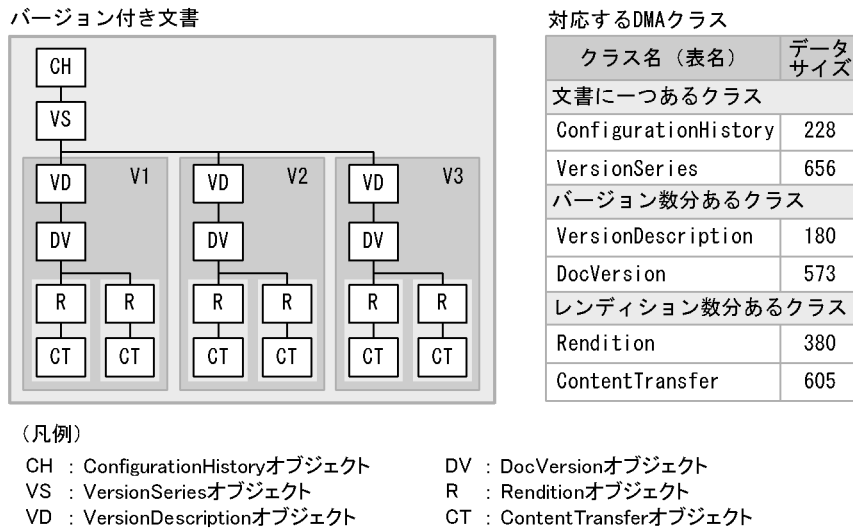 バージョン付き文書
CH
VS
VD V1 VD V2 VD V3
DV DV DV
R R R R R R
CT CT CT CT CT CT
対応するDMAクラス
クラス名（表名） データサイズ
文書に一つあるクラス
ConfigurationHistory 228
VersionSeries 656
バージョン数分あるクラス
VersionDescription 180
DocVersion 573
レンディション数分あるクラス
Rendition 380
ContentTransfer 605
（凡例）
CH : ConfigurationHistoryオブジェクト DV : DocVersionオブジェクト
VS : VersionSeriesオブジェクト R : Renditionオブジェクト
VD : VersionDescriptionオブジェクト CT : ContentTransferオブジェクト